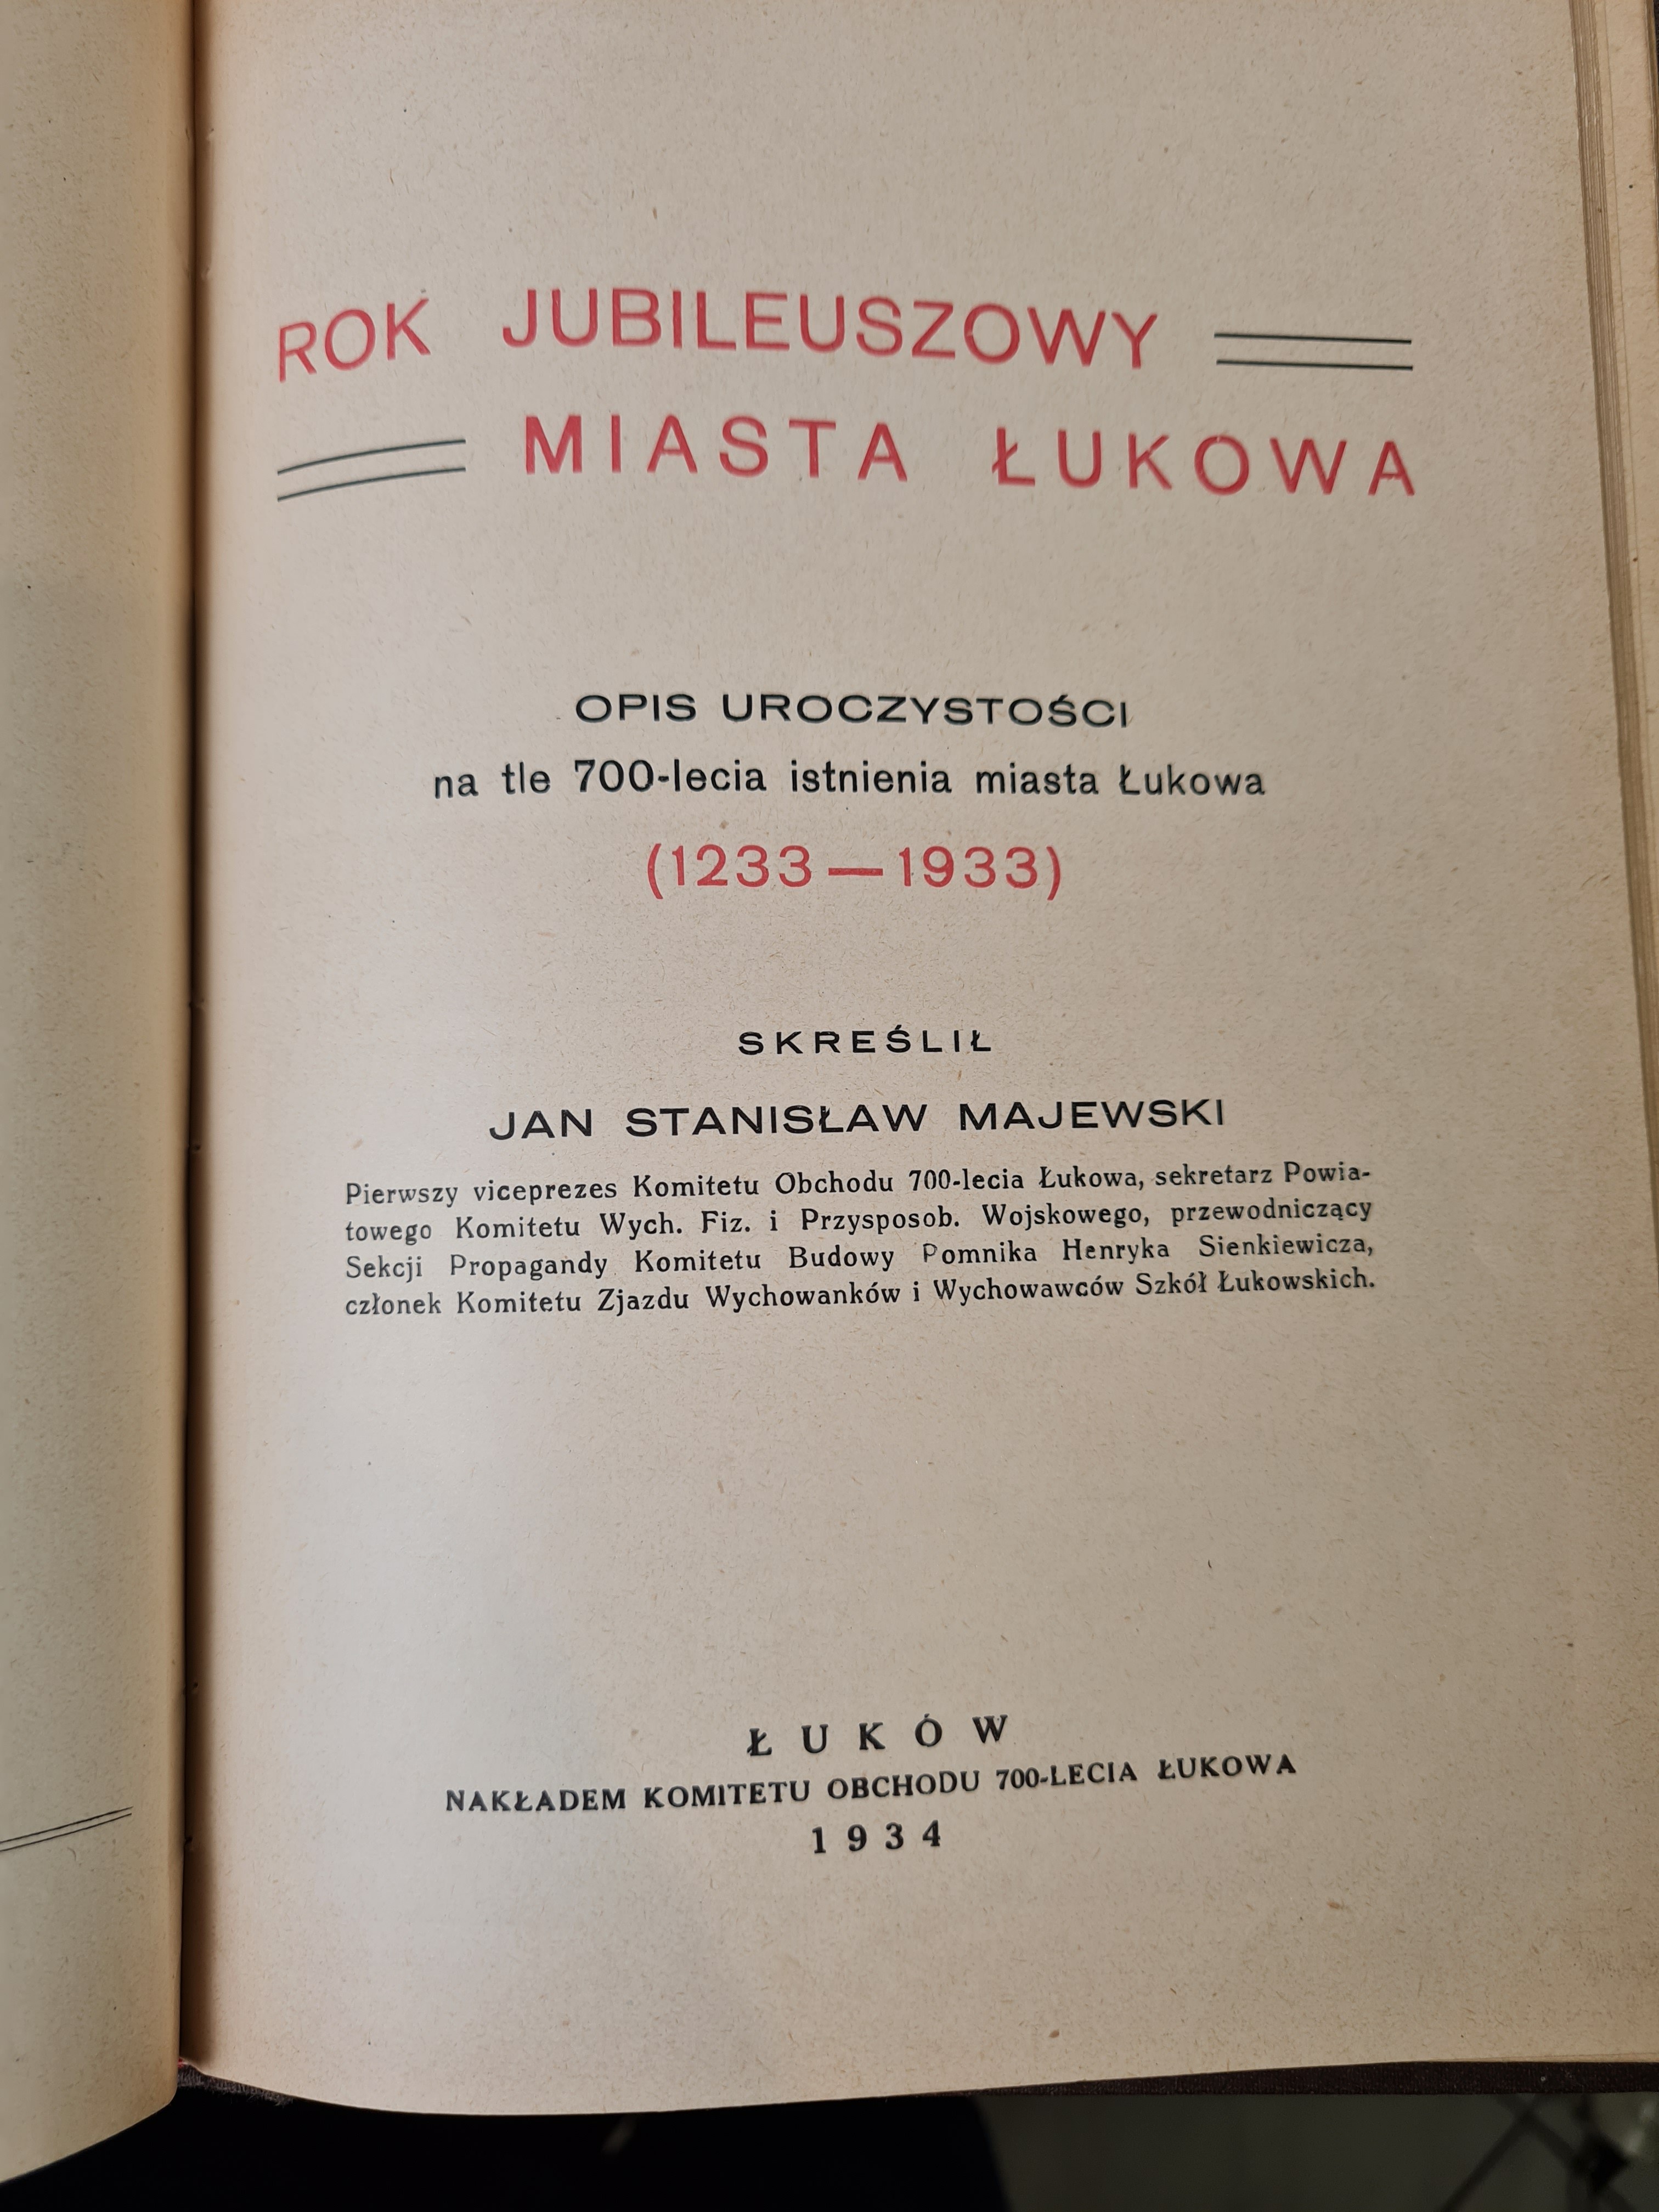 ROK JUBILEUSZOWY
MIASTA ŁUKOWA
OPIS UROCZYSTOŚCI
na tle 700-lecia istnienia miasta Łukowa
(1233—1933)
SKREŚLIŁ
JAN STANISŁAW MAJEWSKI
Pierwszy viceprezes Komitetu Obchodu 700-lecia Łukowa, sekretarz Powia-
towego Komitetu Wych. Fiz. i Przysposob. Wojskowego, przewodniczący
Sekcji Propagandy Komitetu Budowy Pomnika Henryka Sienkiewicza,
członek Komitetu Zjazdu Wychowanków i Wychowawców Szkół Łukowskich.
ŁUKÓW
NAKŁADEM KOMITETU OBCHODU 700-LECIA ŁUKOWA
1934